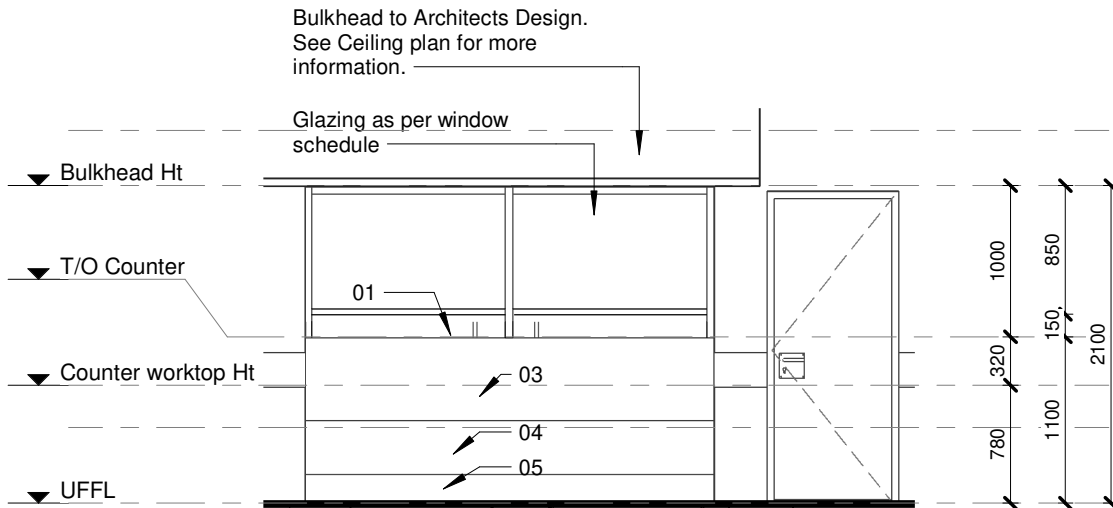 Bulkhead to Architects Design.
See Ceiling plan for more
information.
Glazing as per window
schedule
Bulkhead Ht
T/O Counter
01
Counter worktop Ht
03
04
05
UFFL
1000
320
780
850
150,
1100
2100